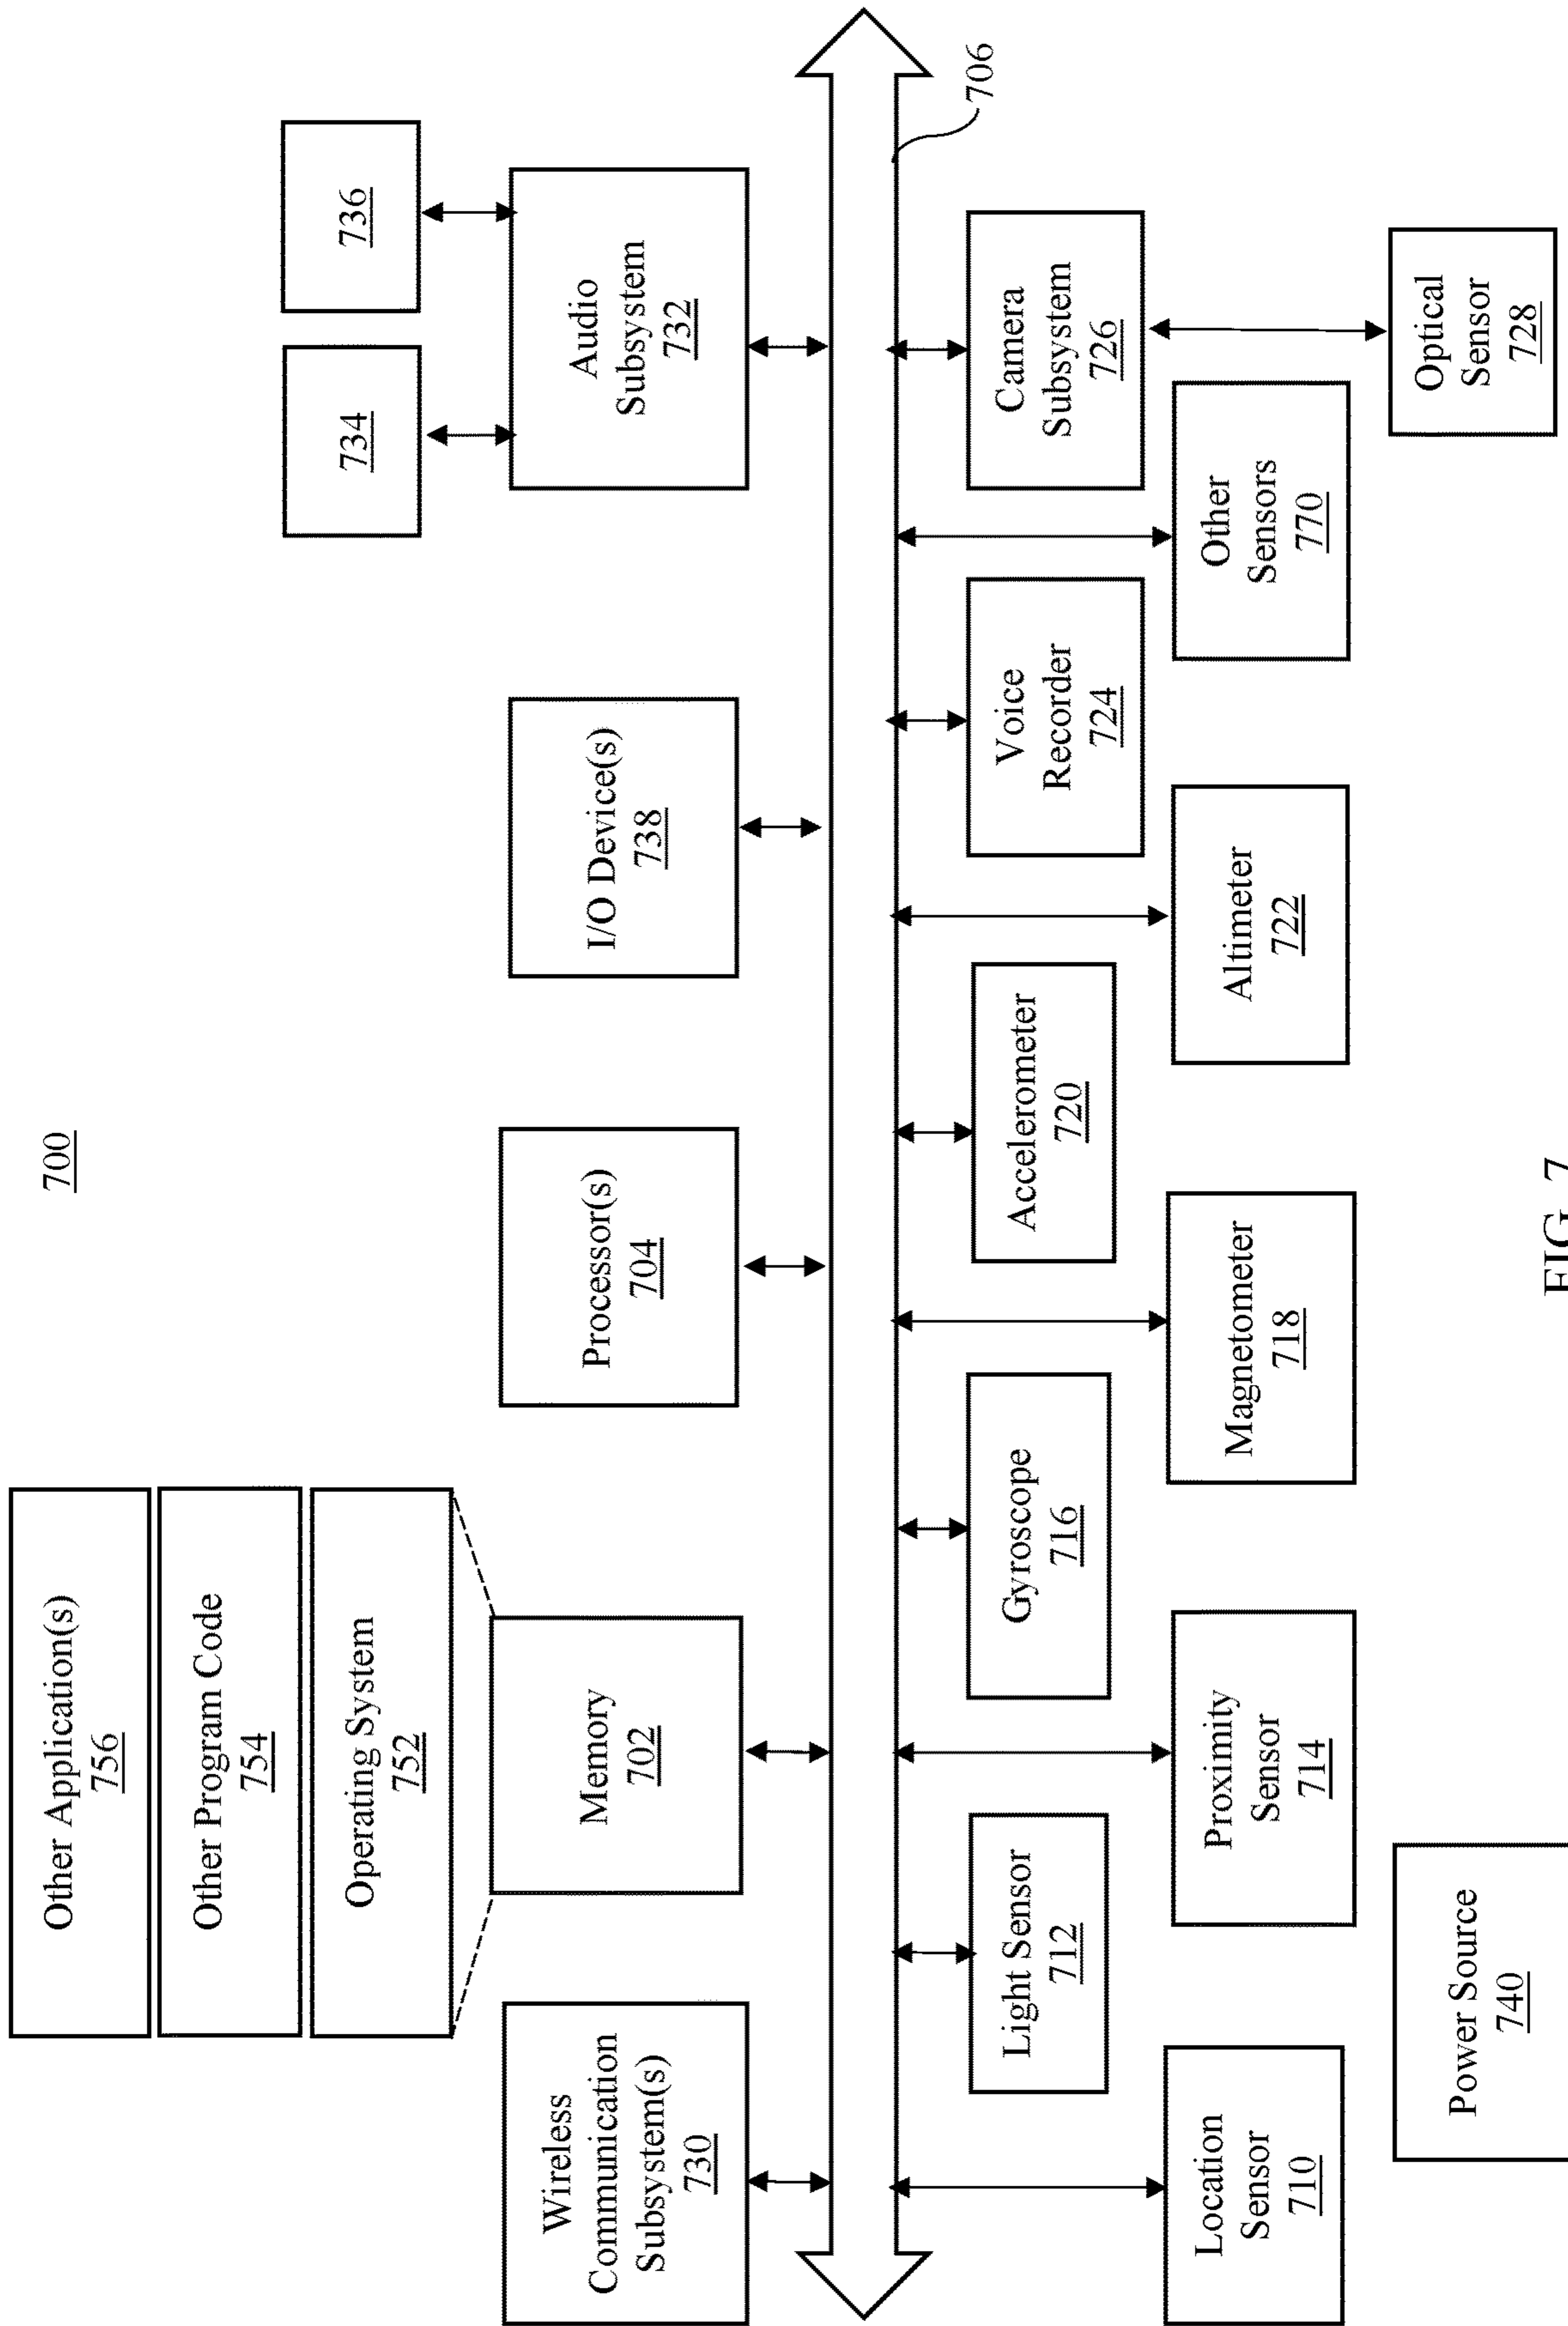 700
Other Application(s)
756
Other Program Code
754
Operating System
752
736
734
Wireless
Communication
Subsystem(s)
730
Memory
702
Processor(s)
704
I/O Device(s)
738
Audio
Subsystem
732
706
Light Sensor
712
Gyroscope
716
Accelerometer
720
Voice
Recorder
724
Camera
Subsystem
726
Location
Sensor
710
Proximity
Sensor
714
Magnetometer
718
Altimeter
722
Other
Sensors
770
Power Source
740
Optical
Sensor
728
FIG. 7